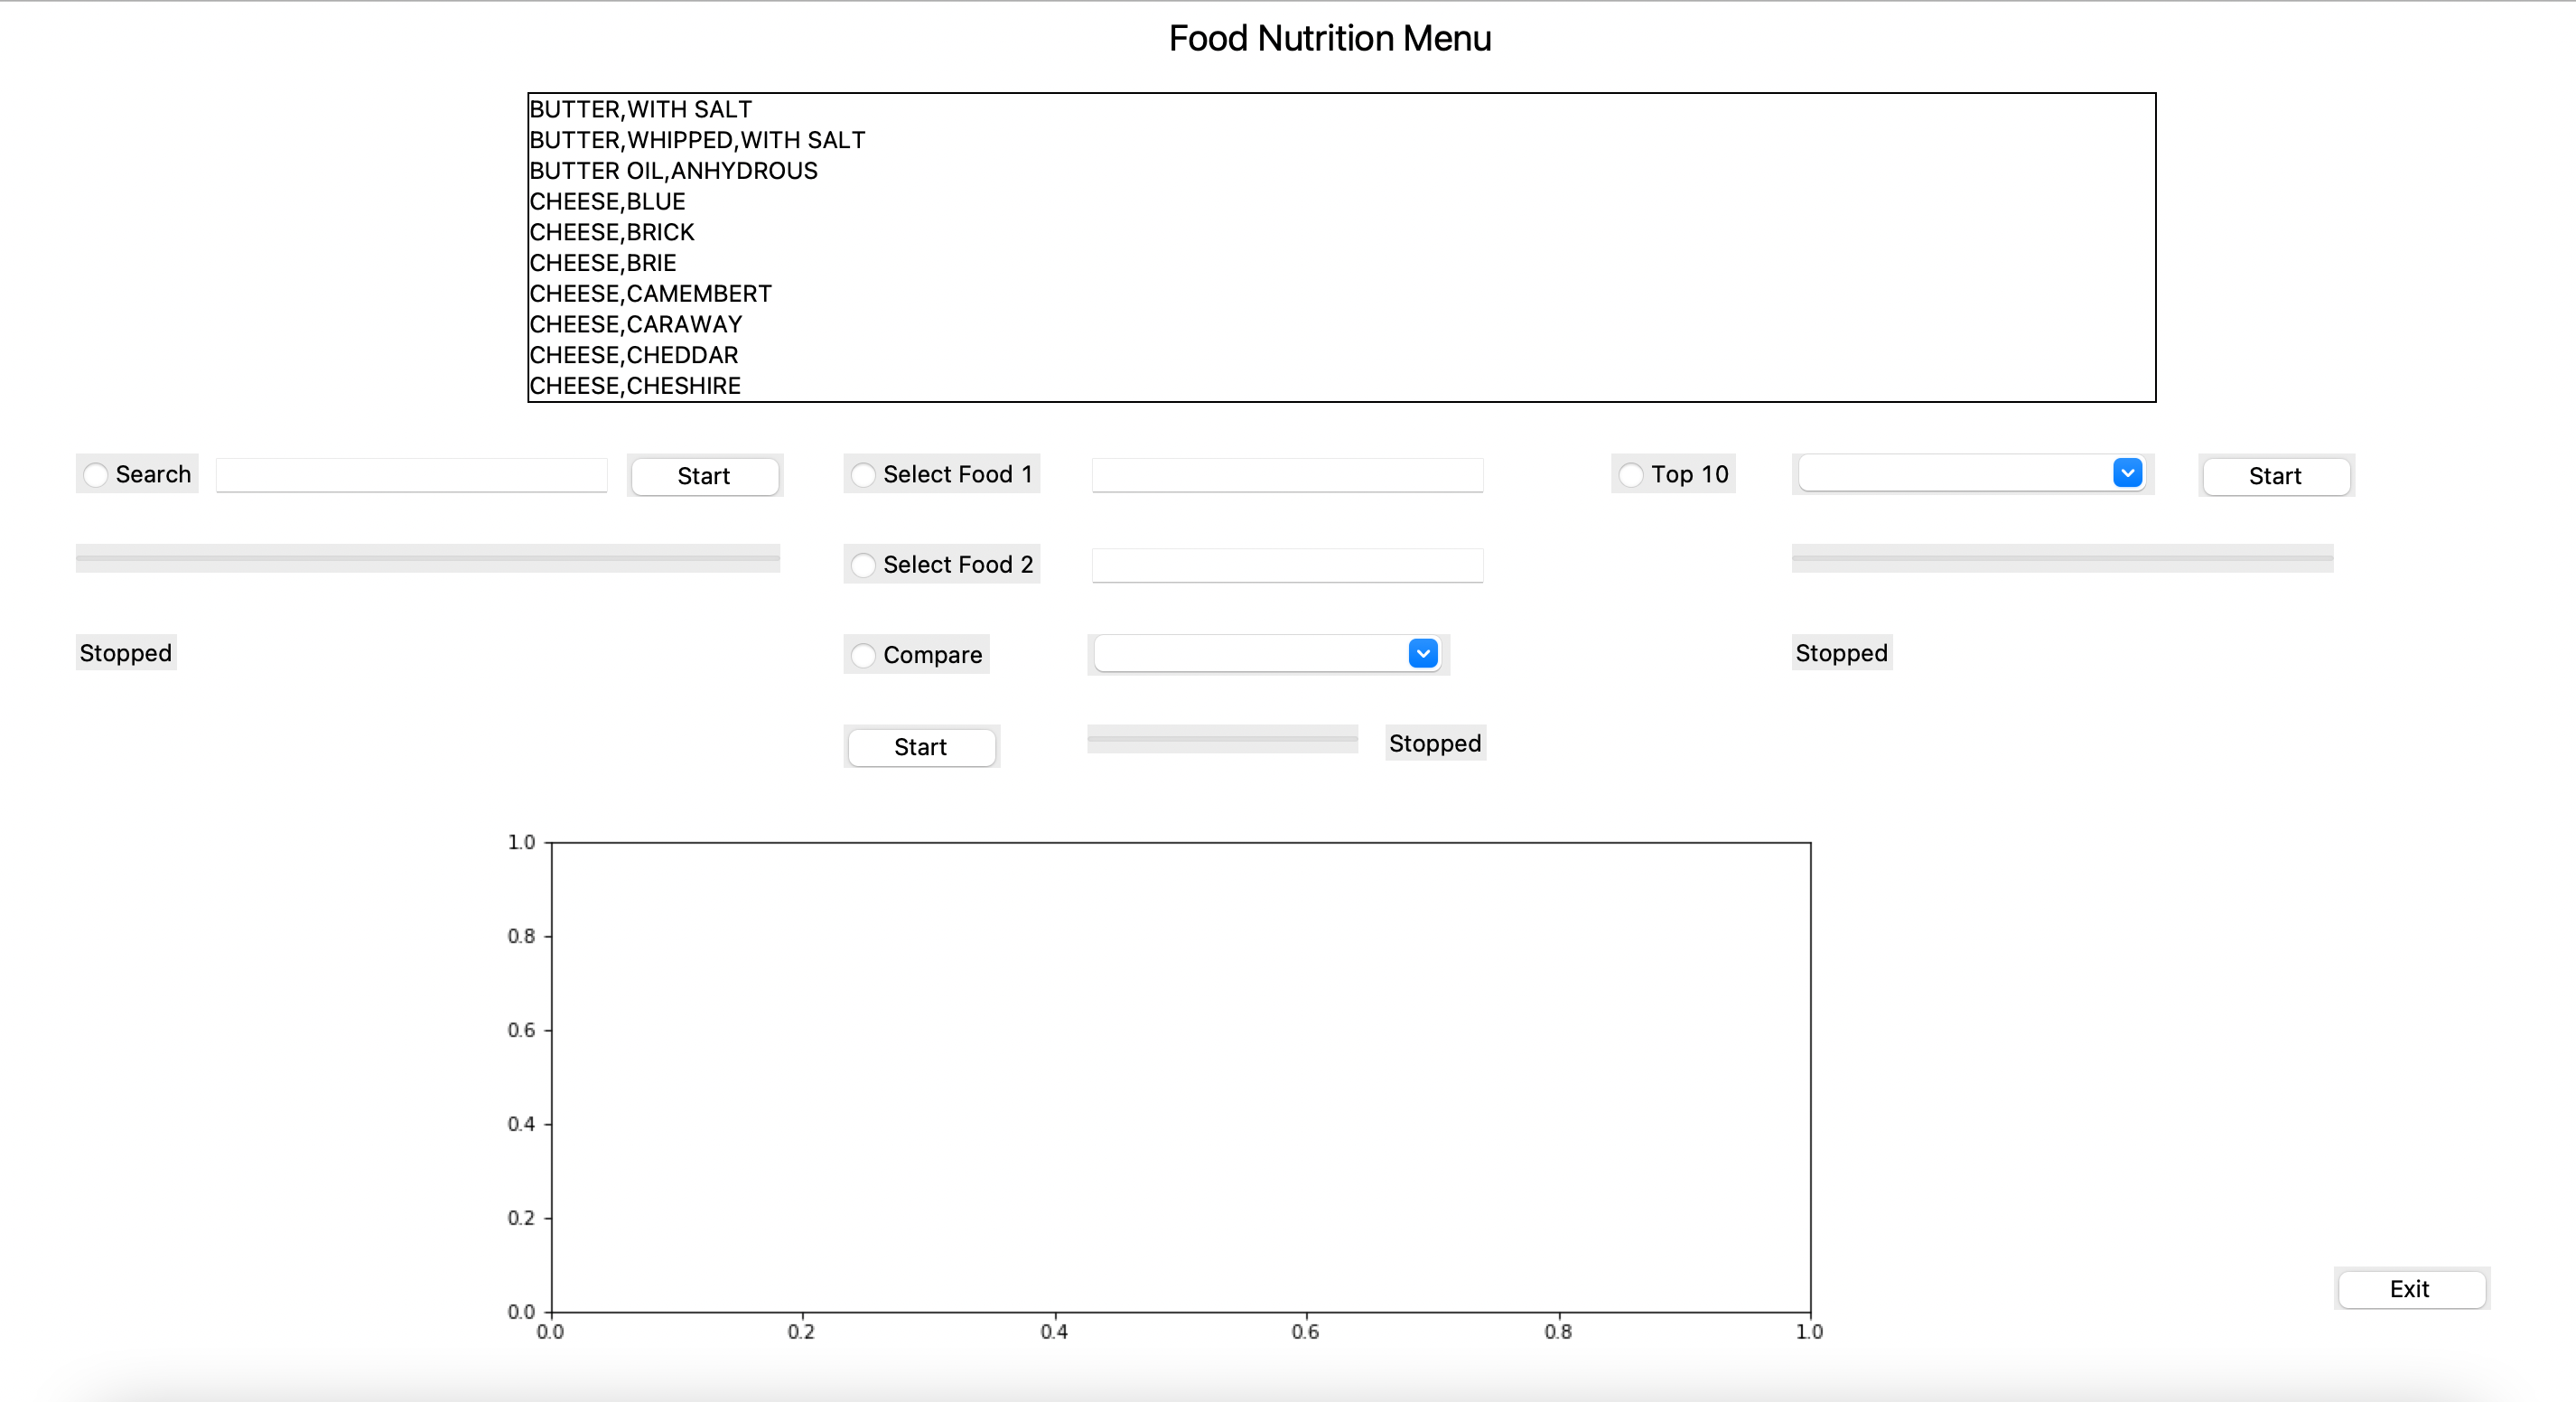 Food Nutrition Menu
BUTTER,WITH SALT
BUTTER,WHIPPED,WITH SALT
BUTTER OIL,ANHYDROUS
CHEESE,BLUE
CHEESE,BRICK
CHEESE,BRIE
CHEESE,CAMEMBERT
CHEESE,CARAWAY
CHEESE,CHEDDAR
CHEESE,CHESHIRE
Search Start Select Food 1 Top 10 Start
Select Food 2
Stopped Compare Stopped
Start Stopped
1.0
0.8
0.6
0.4
0.2
Exit
0.0
0.0 0.2 0.4 0.6 0.8 1.0